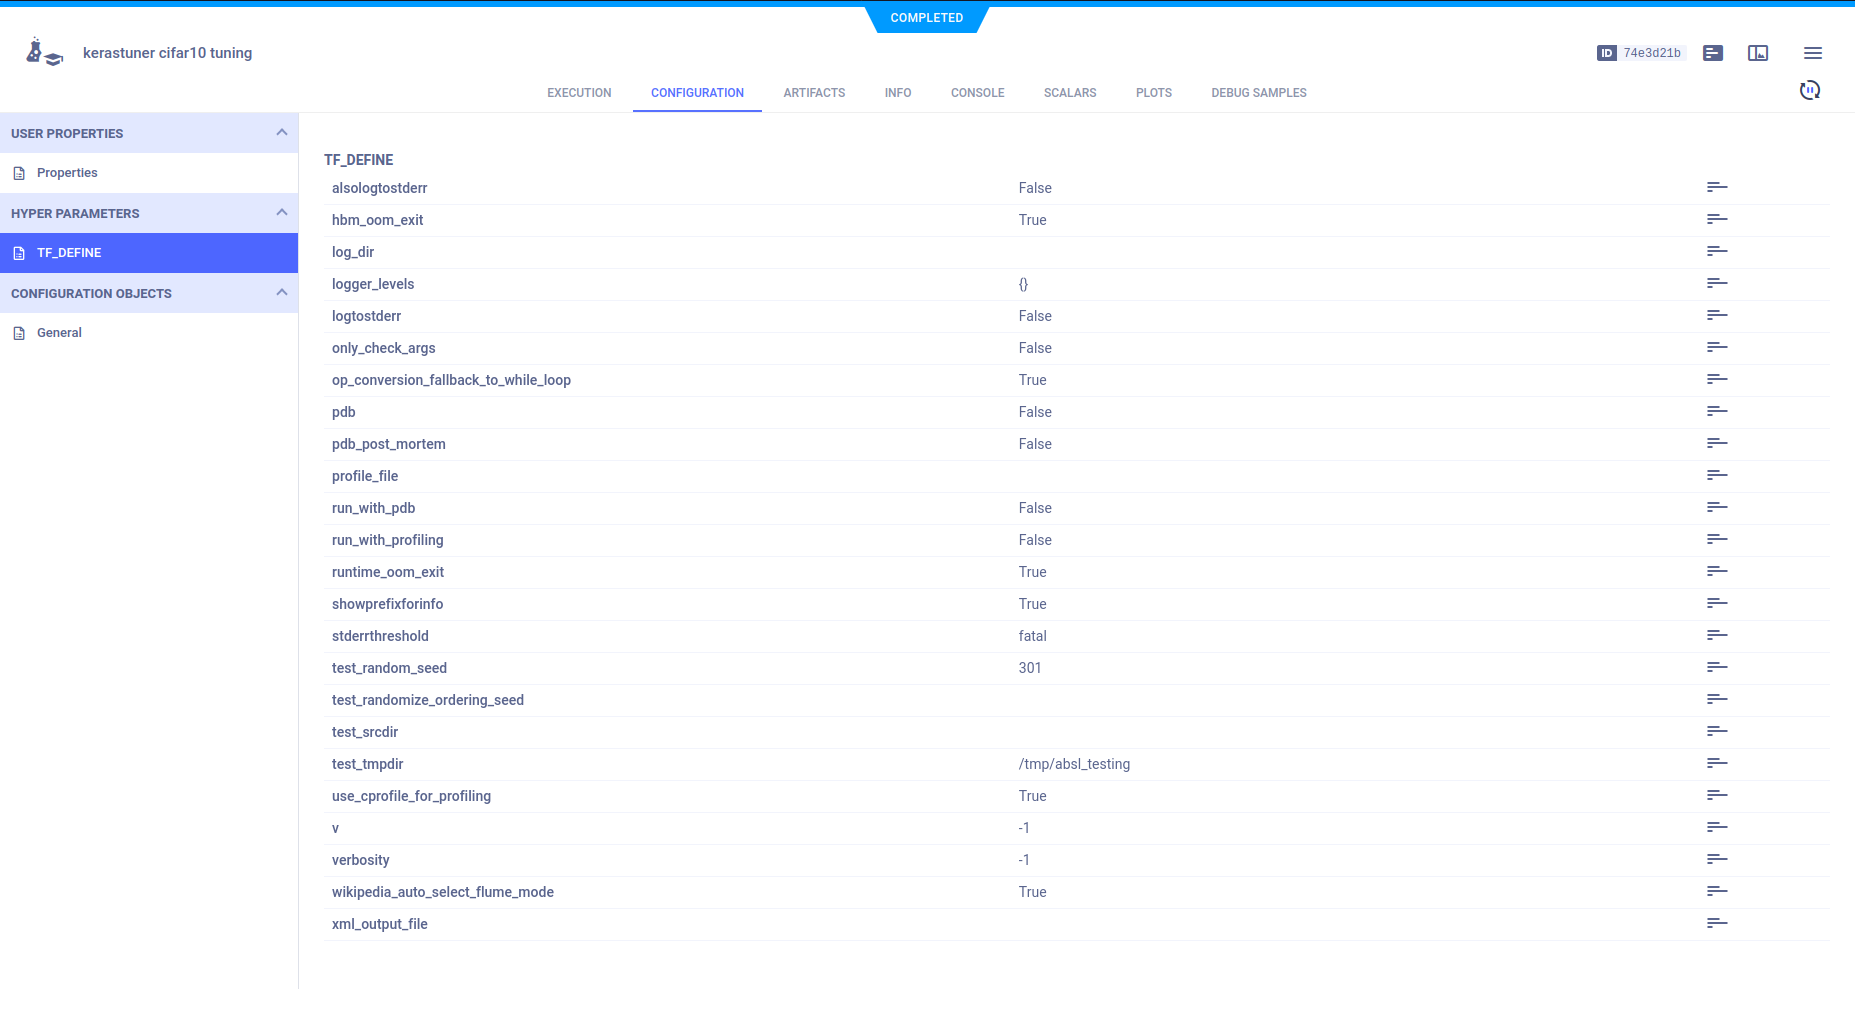 COMPLETED
kerastuner cifar10 tuning
ID 74e3d21b
EXECUTION CONFIGURATION ARTIFACTS INFO CONSOLE SCALARS PLOTS DEBUG SAMPLES
USER PROPERTIES
Properties
HYPER PARAMETERS
TF_DEFINE
CONFIGURATION OBJECTS
General
TF_DEFINE
alsologtostderr False
hbm_oom_exit True
log_dir
logger_levels {}
logtostderr False
only_check_args False
op_conversion_fallback_to_while_loop True
pdb False
pdb_post_mortem False
profile_file
run_with_pdb False
run_with_profiling False
runtime_oom_exit True
showprefixforinfo True
stderrthreshold fatal
test_random_seed 301
test_randomize_ordering_seed
test_srcdir
test_tmpdir /tmp/absl_testing
use_cprofile_for_profiling True
v -1
verbosity -1
wikipedia_auto_select_flume_mode True
xml_output_file